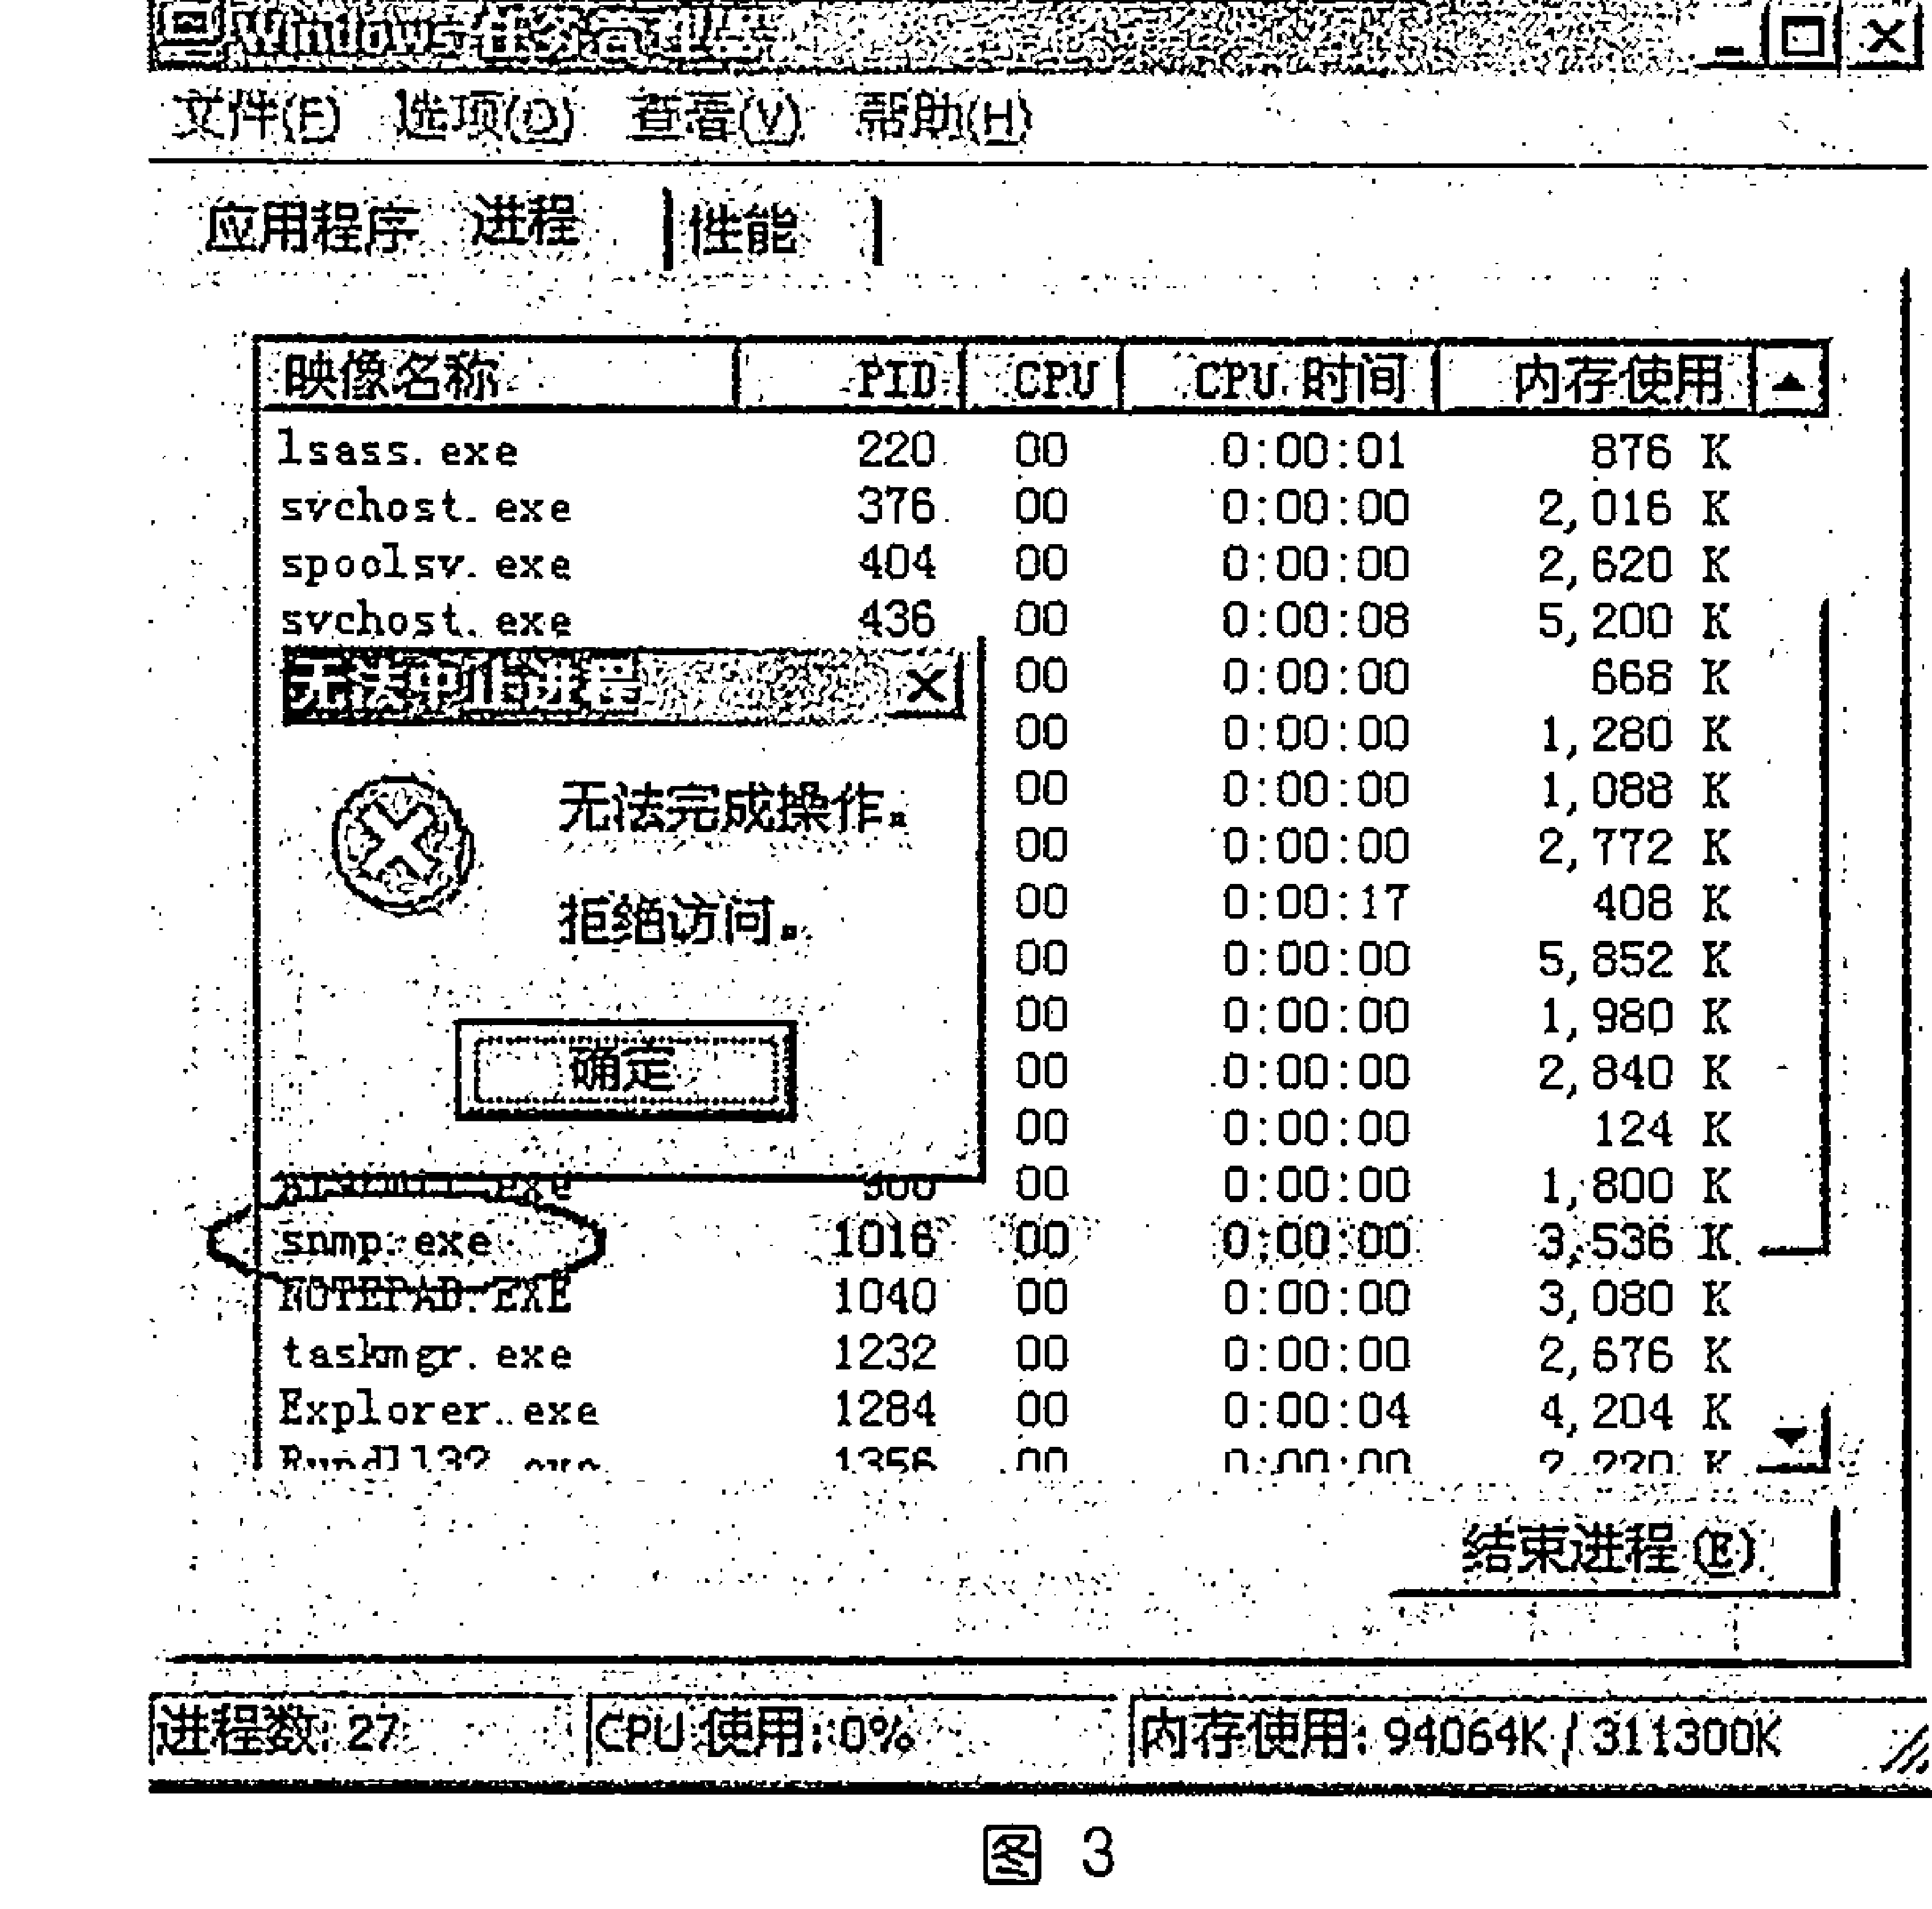 Windows 任务管理器
文件(F) 选项(O) 查看(V) 帮助(H)
应用程序 进程 性能
映像名称 PID CPU CPU 时间 内存使用
lsass.exe 220 00 0:00:01 876 K
svchost.exe 376 00 0:00:00 2,016 K
spoolsv.exe 404 00 0:00:00 2,620 K
svchost.exe 436 00 0:00:08 5,200 K
无法中止进程 00 0:00:00 668 K
00 0:00:00 1,280 K
无法完成操作。 00 0:00:00 1,088 K
00 0:00:00 2,772 K
拒绝访问。 00 0:00:17 408 K
00 0:00:00 5,852 K
00 0:00:00 1,980 K
确定 00 0:00:00 2,840 K
00 0:00:00 124 K
00 0:00:00 1,800 K
snmp.exe 1016 00 0:00:00 3,536 K
NOTEPAD.EXE 1040 00 0:00:00 3,080 K
taskmgr.exe 1232 00 0:00:00 2,676 K
Explorer.exe 1284 00 0:00:04 4,204 K
Rundll32.exe 1356 00 0:00:00 2,220 K
结束进程(E)
进程数: 27 CPU 使用: 0% 内存使用: 94064K / 311300K
图 3